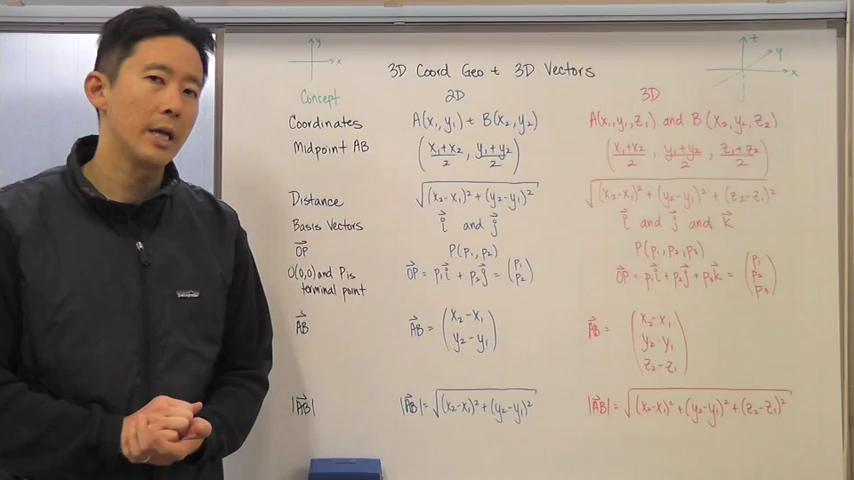 y
x
t
y
x
3D Coord Geo + 3D Vectors
Concept 2D 3D
Coordinates A(x₁,y₁) + B(x₂,y₂) A(x₁,y₁,z₁) and B(x₂,y₂,z₂)
Midpoint AB ((x₁+x₂)/2, (y₁+y₂)/2) ((x₁+x₂)/2, (y₁+y₂)/2, (z₁+z₂)/2)
Distance √((x₂-x₁)²+(y₂-y₁)²) √((x₂-x₁)²+(y₂-y₁)²+(z₂-z₁)²)
Basis Vectors i⃗ and j⃗ i⃗ and j⃗ and k⃗
OP⃗ P(p₁,p₂) P(p₁,p₂,p₃)
O(0,0) and P is OP⃗ = p₁i⃗ + p₂j⃗ = (p₁ p₂) OP⃗ = p₁i⃗ + p₂j⃗ + p₃k⃗ = (p₁ p₂ p₃)
terminal point
AB⃗ AB⃗ = (x₂-x₁ y₂-y₁) AB⃗ = (x₂-x₁ y₂-y₁ z₂-z₁)
|AB⃗| |AB⃗| = √((x₂-x₁)²+(y₂-y₁)²) |AB⃗| = √((x₂-x₁)²+(y₂-y₁)²+(z₂-z₁)²)
patagonia